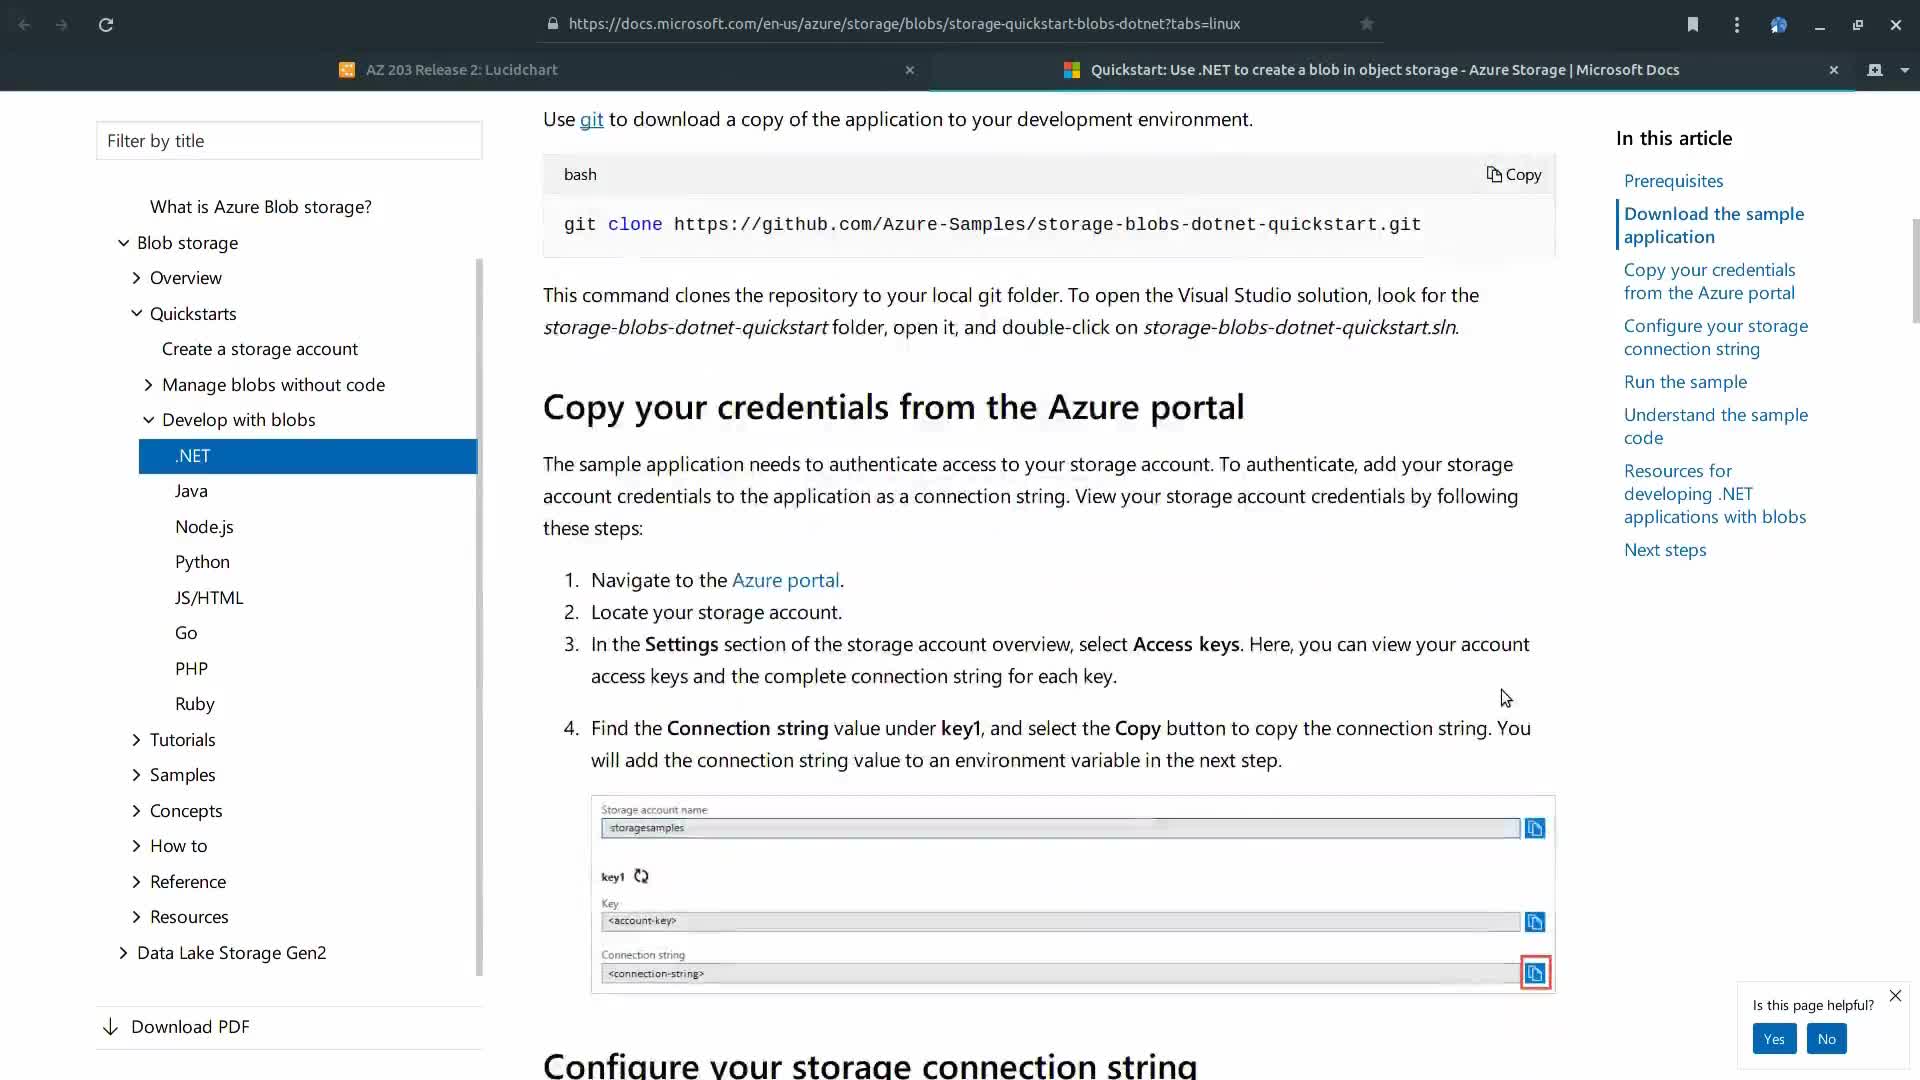 https://docs.microsoft.com/en-us/azure/storage/blobs/storage-quickstart-blobs-dotnet?tabs=linux
AZ 203 Release 2: Lucidchart
Quickstart: Use .NET to create a blob in object storage - Azure Storage | Microsoft Docs
Filter by title
What is Azure Blob storage?
Blob storage
Overview
Quickstarts
Create a storage account
Manage blobs without code
Develop with blobs
.NET
Java
Node.js
Python
JS/HTML
Go
PHP
Ruby
Tutorials
Samples
Concepts
How to
Reference
Resources
Data Lake Storage Gen2
Download PDF
Use git to download a copy of the application to your development environment.
bash
Copy
git clone https://github.com/Azure-Samples/storage-blobs-dotnet-quickstart.git
This command clones the repository to your local git folder. To open the Visual Studio solution, look for the
storage-blobs-dotnet-quickstart folder, open it, and double-click on storage-blobs-dotnet-quickstart.sln.
Copy your credentials from the Azure portal
The sample application needs to authenticate access to your storage account. To authenticate, add your storage
account credentials to the application as a connection string. View your storage account credentials by following
these steps:
1. Navigate to the Azure portal.
2. Locate your storage account.
3. In the Settings section of the storage account overview, select Access keys. Here, you can view your account
access keys and the complete connection string for each key.
4. Find the Connection string value under key1, and select the Copy button to copy the connection string. You
will add the connection string value to an environment variable in the next step.
Storage account name
storagesamples
key1
Key
<account-key>
Connection string
<connection-string>
Configure your storage connection string
In this article
Prerequisites
Download the sample
application
Copy your credentials
from the Azure portal
Configure your storage
connection string
Run the sample
Understand the sample
code
Resources for
developing .NET
applications with blobs
Next steps
Is this page helpful?
Yes
No